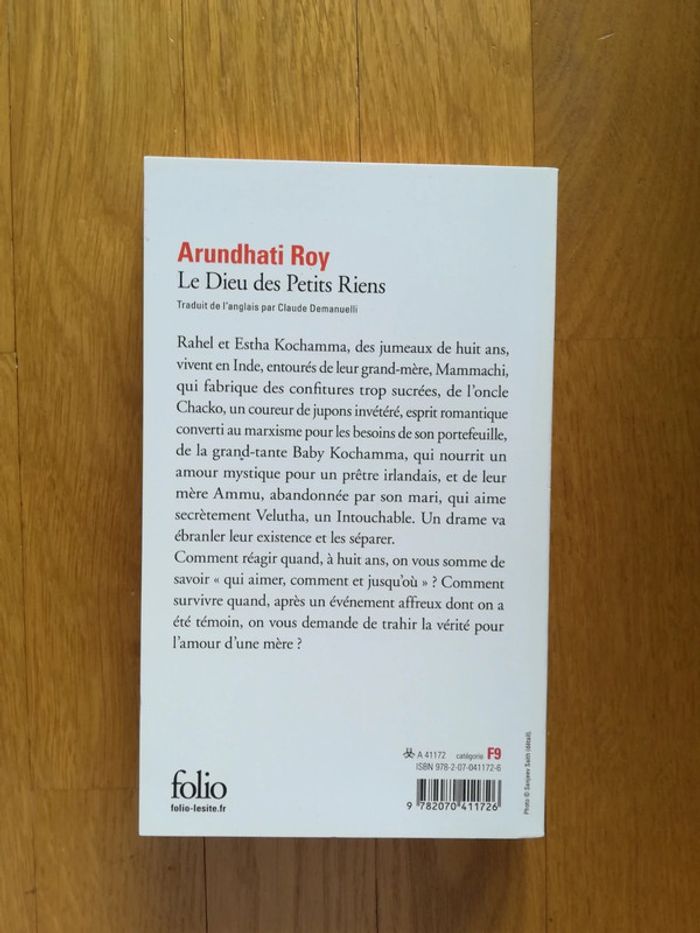 Arundhati Roy
Le Dieu des Petits Riens
Traduit de l'anglais par Claude Demanuelli
Rahel et Estha Kochamma, des jumeaux de huit ans,
vivent en Inde, entourés de leur grand-mère, Mammachi,
qui fabrique des confitures trop sucrées, de l'oncle
Chacko, un coureur de jupons invétéré, esprit romantique
converti au marxisme pour les besoins de son portefeuille,
de la grand-tante Baby Kochamma, qui nourrit un
amour mystique pour un prêtre irlandais, et de leur
mère Ammu, abandonnée par son mari, qui aime
secrètement Velutha, un Intouchable. Un drame va
ébranler leur existence et les séparer.
Comment réagir quand, à huit ans, on vous somme de
savoir « qui aimer, comment et jusqu'où » ? Comment
survivre quand, après un événement affreux dont on a
été témoin, on vous demande de trahir la vérité pour
l'amour d'une mère ?
A 41172 catégorie F9
ISBN 978-2-07-041172-6
9 782070 411726
folio
folio-lesite.fr
Photo © Sanjeev Saith (détail).